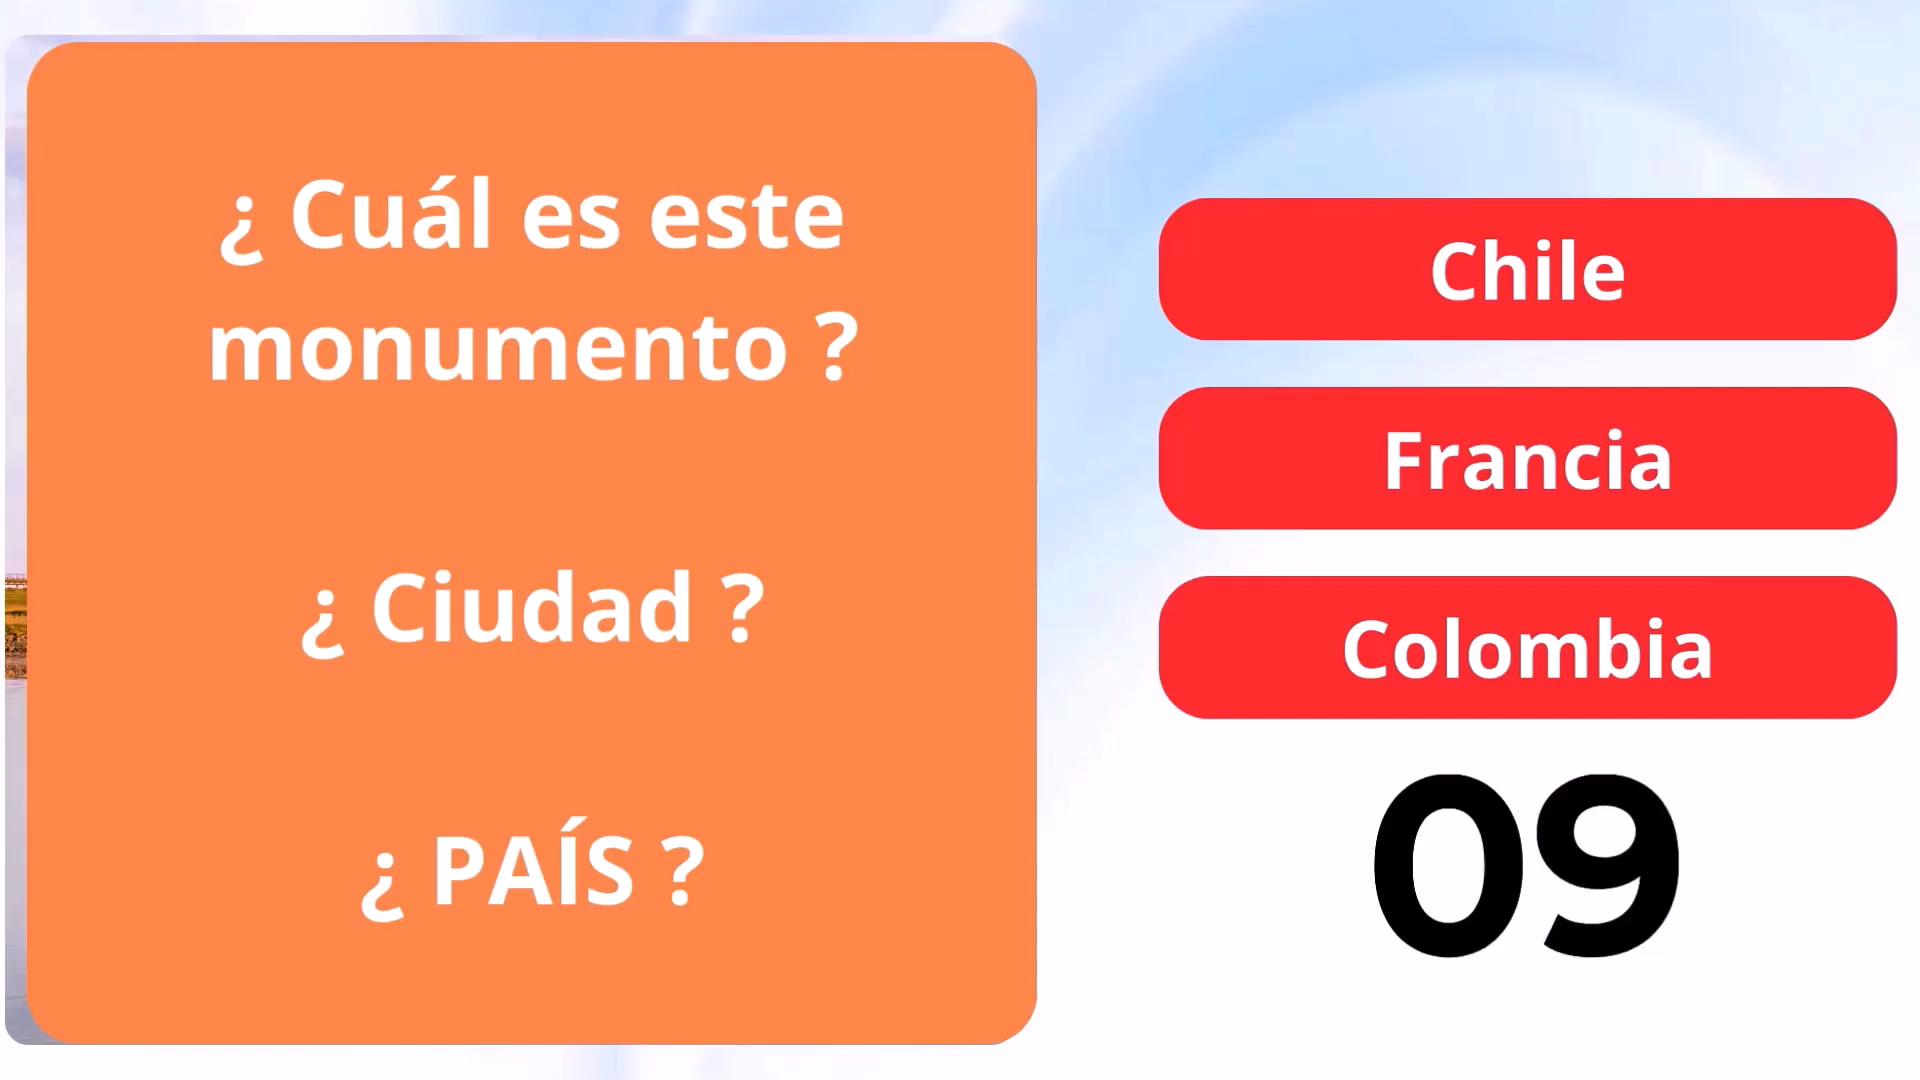 ¿ Cuál es este
monumento ?
¿ Ciudad ?
¿ PAÍS ?
Chile
Francia
Colombia
09